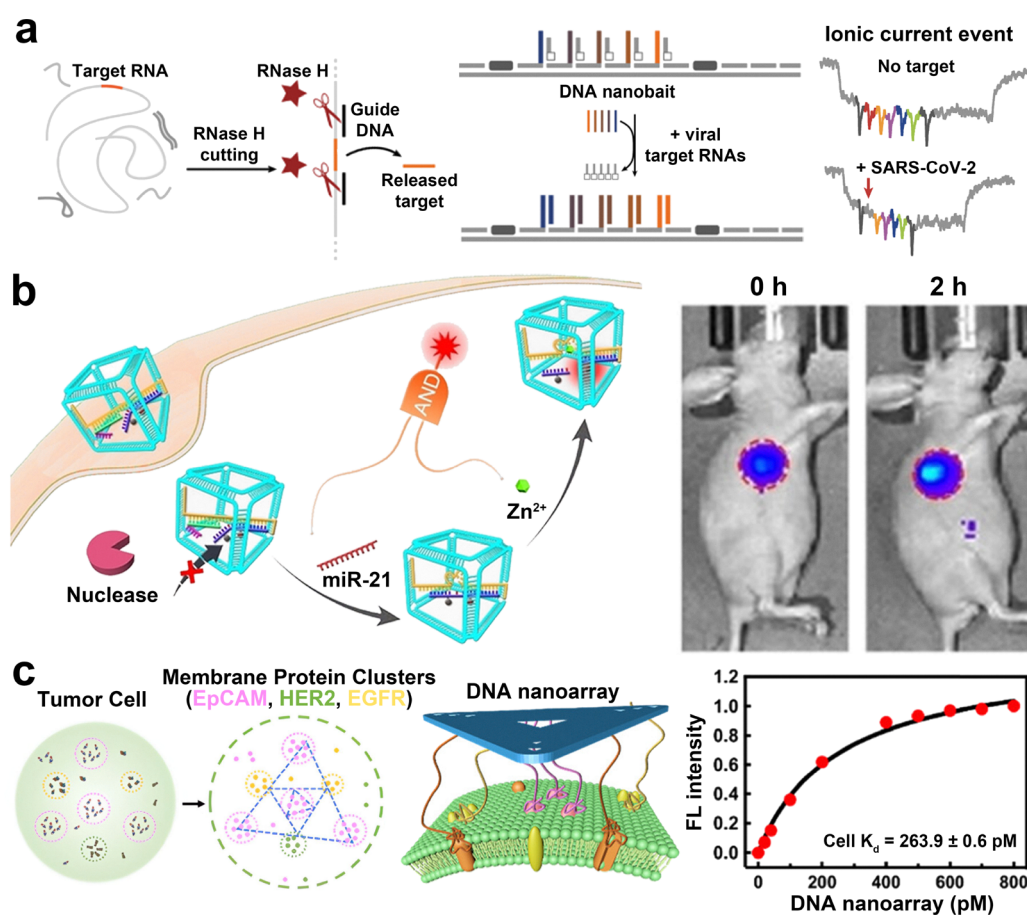 a
Target RNA
RNase H
cutting
RNase H
Guide
DNA
Released
target
DNA nanobait
+ viral
target RNAs
Ionic current event
No target
+ SARS-CoV-2
b
Nuclease
miR-21
AND
Zn²⁺
0 h
2 h
c
Tumor Cell
Membrane Protein Clusters
(EpCAM, HER2, EGFR)
DNA nanoarray
FL intensity
1.2
1.0
0.8
0.6
0.4
0.2
0.0
Cell Kd = 263.9 ± 0.6 pM
0 200 400 600 800
DNA nanoarray (pM)